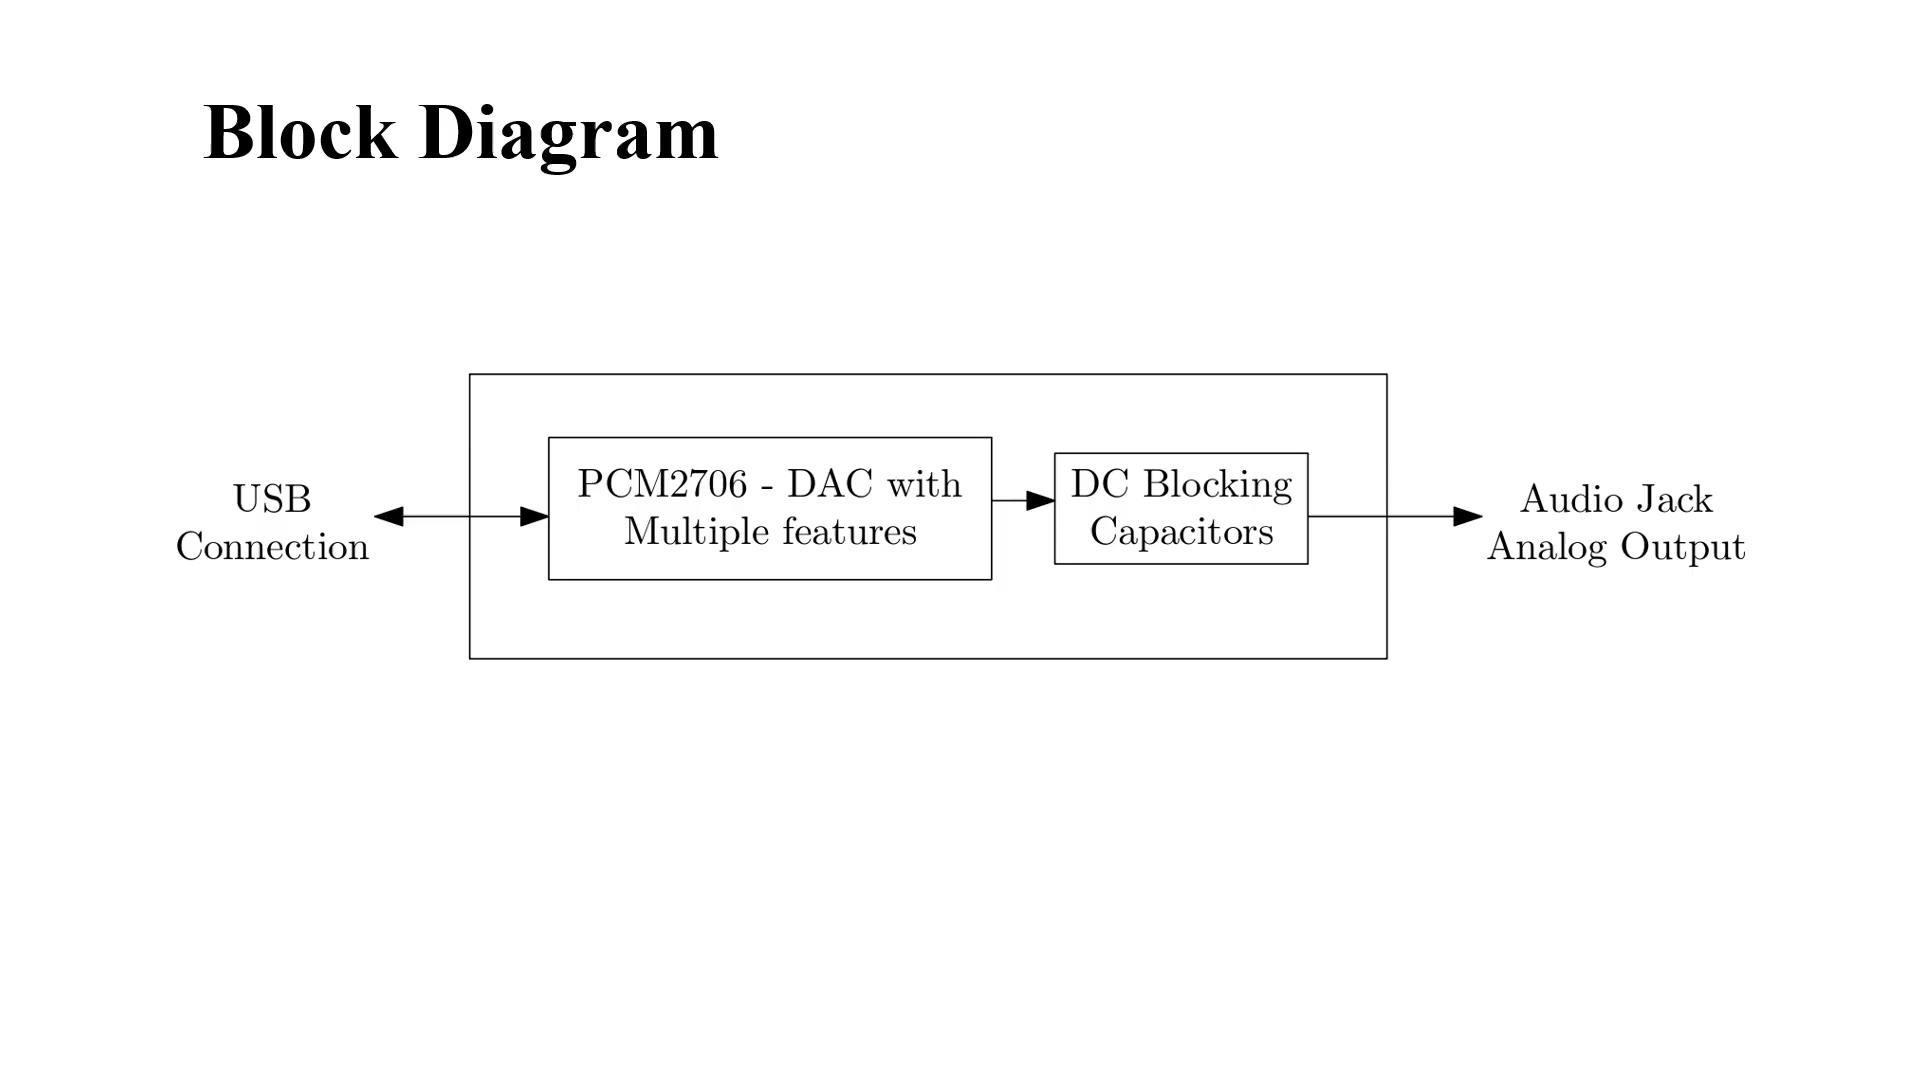 Block Diagram
USB
Connection
PCM2706 - DAC with
Multiple features
DC Blocking
Capacitors
Audio Jack
Analog Output